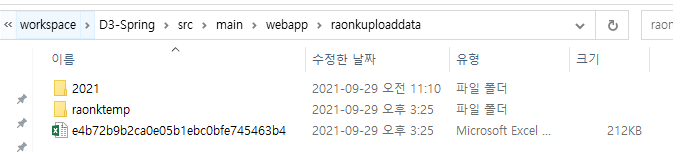 « workspace > D3-Spring > src > main > webapp > raonkuploaddata
raon
이름 수정한 날짜 유형 크기
2021 2021-09-29 오전 11:10 파일 폴더
raonktemp 2021-09-29 오후 3:25 파일 폴더
e4b72b9b2ca0e05b1ebc0bfe745463b4 2021-09-29 오후 3:25 Microsoft Excel ... 212KB